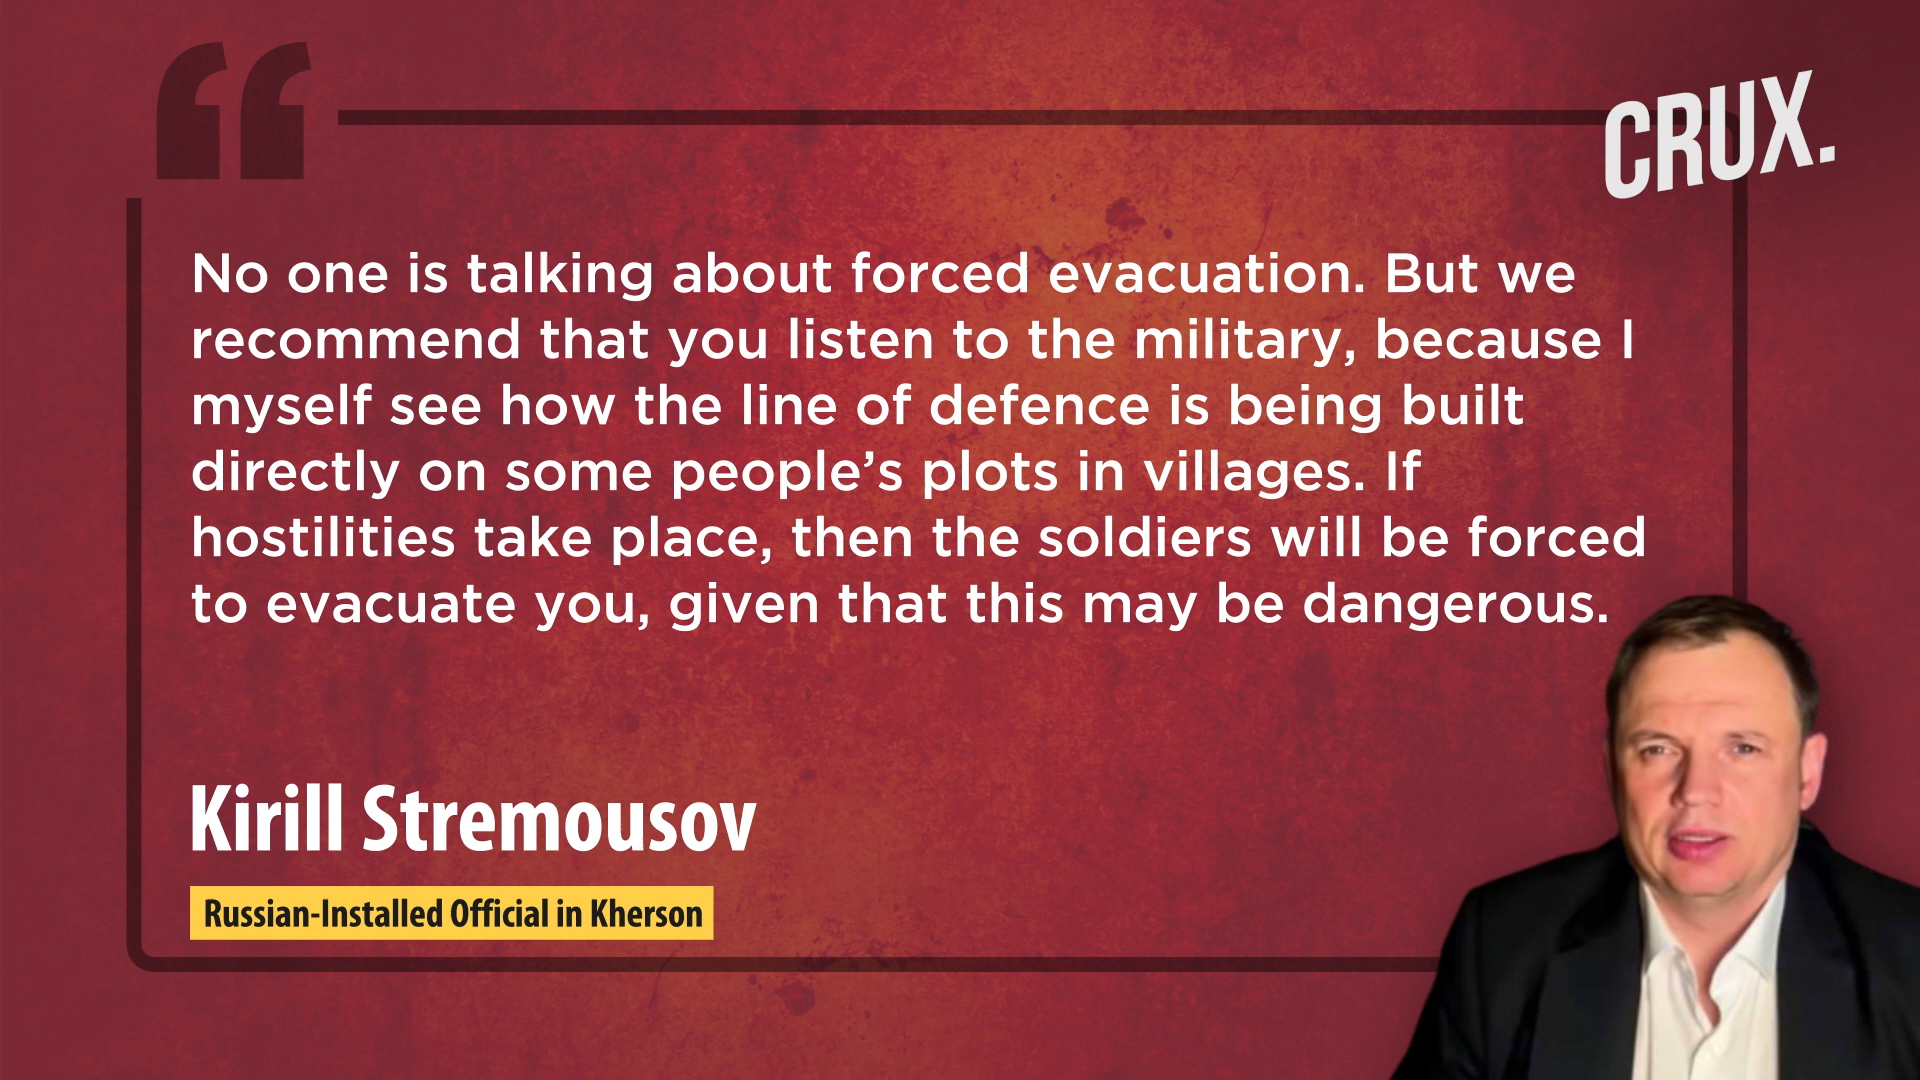 CRUX.
No one is talking about forced evacuation. But we
recommend that you listen to the military, because I
myself see how the line of defence is being built
directly on some people’s plots in villages. If
hostilities take place, then the soldiers will be forced
to evacuate you, given that this may be dangerous.
Kirill Stremousov
Russian-Installed Official in Kherson